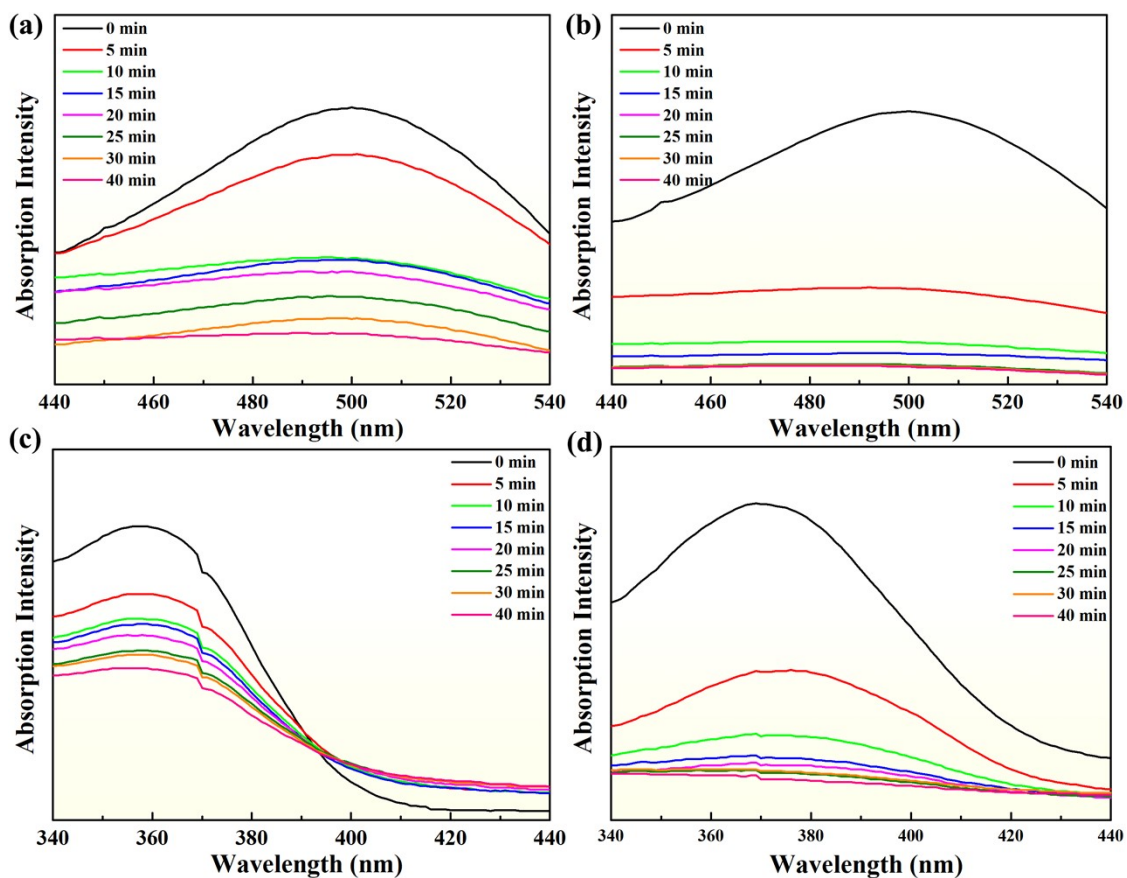 (a)
0 min
5 min
10 min
15 min
20 min
25 min
30 min
40 min
Absorption Intensity
440 460 480 500 520 540
Wavelength (nm)
(b)
0 min
5 min
10 min
15 min
20 min
25 min
30 min
40 min
Absorption Intensity
440 460 480 500 520 540
Wavelength (nm)
(c)
0 min
5 min
10 min
15 min
20 min
25 min
30 min
40 min
Absorption Intensity
340 360 380 400 420 440
Wavelength (nm)
(d)
0 min
5 min
10 min
15 min
20 min
25 min
30 min
40 min
Absorption Intensity
340 360 380 400 420 440
Wavelength (nm)